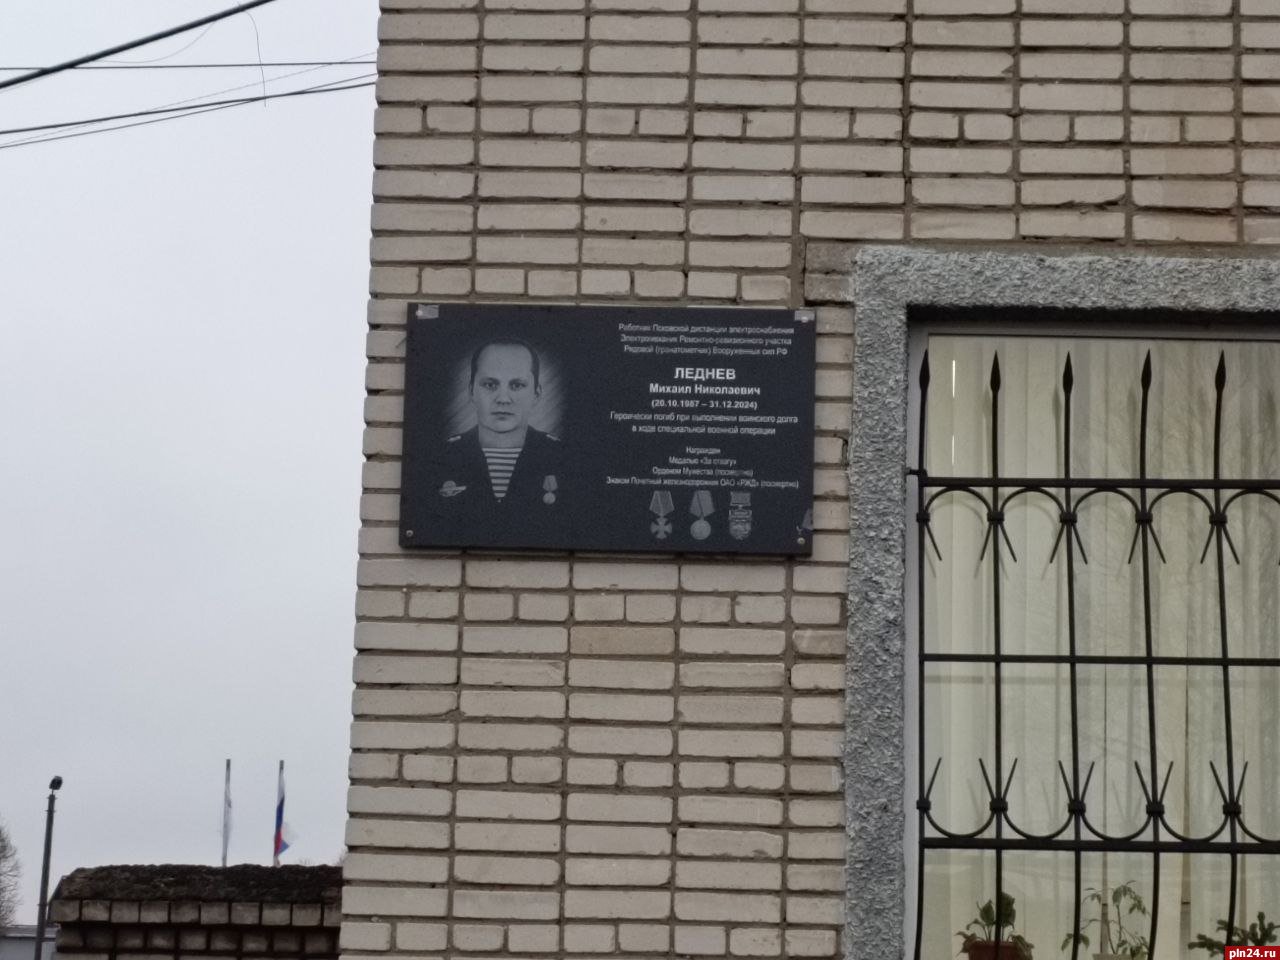 Работник Псковской дистанции электроснабжения
Электромеханик Ремонтно-ревизионного участка
Рядовой (гранатометчик) Вооруженных сил РФ
ЛЕДНЕВ
Михаил Николаевич
(20.10.1987 – 31.12.2024)
Героически погиб при выполнении воинского долга
в ходе специальной военной операции
Награжден
Медалью «За отвагу»
Орденом Мужества (посмертно)
Знаком Почетный железнодорожник ОАО «РЖД» (посмертно)
pln24.ru